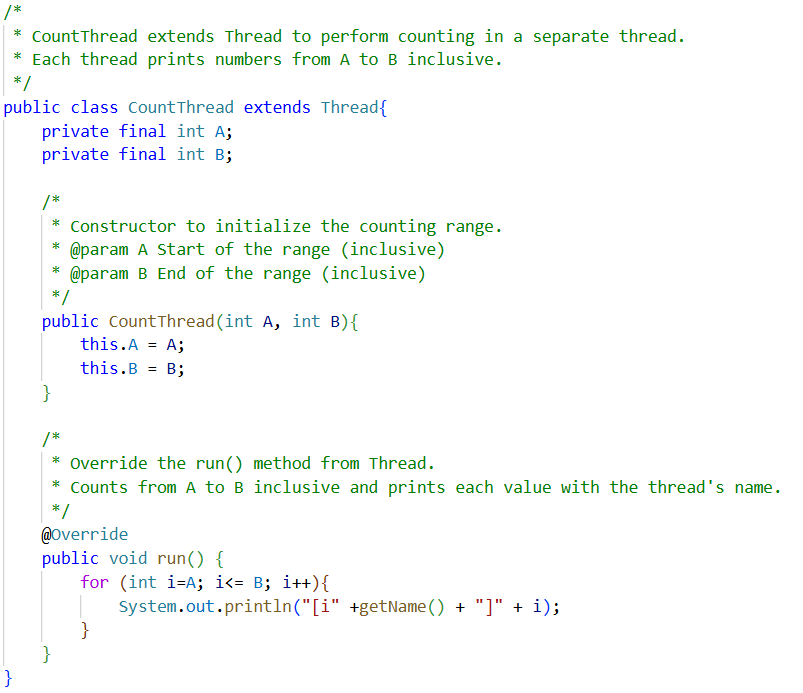 /*
 * CountThread extends Thread to perform counting in a separate thread.
 * Each thread prints numbers from A to B inclusive.
 */
public class CountThread extends Thread{
    private final int A;
    private final int B;

    /*
     * Constructor to initialize the counting range.
     * @param A Start of the range (inclusive)
     * @param B End of the range (inclusive)
     */
    public CountThread(int A, int B){
        this.A = A;
        this.B = B;
    }

    /*
     * Override the run() method from Thread.
     * Counts from A to B inclusive and prints each value with the thread's name.
     */
    @Override
    public void run() {
        for (int i=A; i<= B; i++){
            System.out.println("[i" +getName() + "]" + i);
        }
    }
}